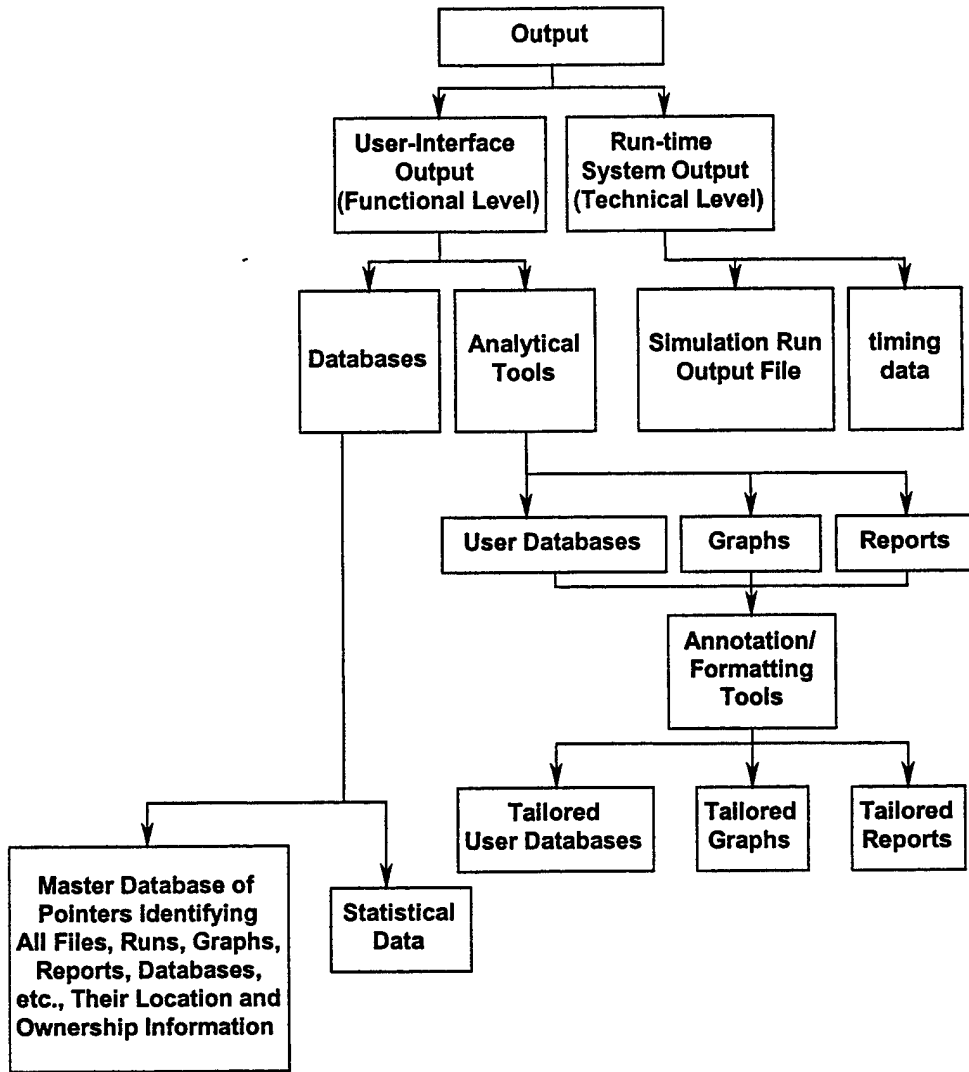 Output
User-Interface
Output
(Functional Level)
Run-time
System Output
(Technical Level)
Databases
Analytical
Tools
Simulation Run
Output File
timing
data
User Databases
Graphs
Reports
Annotation/
Formatting
Tools
Tailored
User Databases
Tailored
Graphs
Tailored
Reports
Master Database of
Pointers Identifying
All Files, Runs, Graphs,
Reports, Databases,
etc., Their Location and
Ownership Information
Statistical
Data